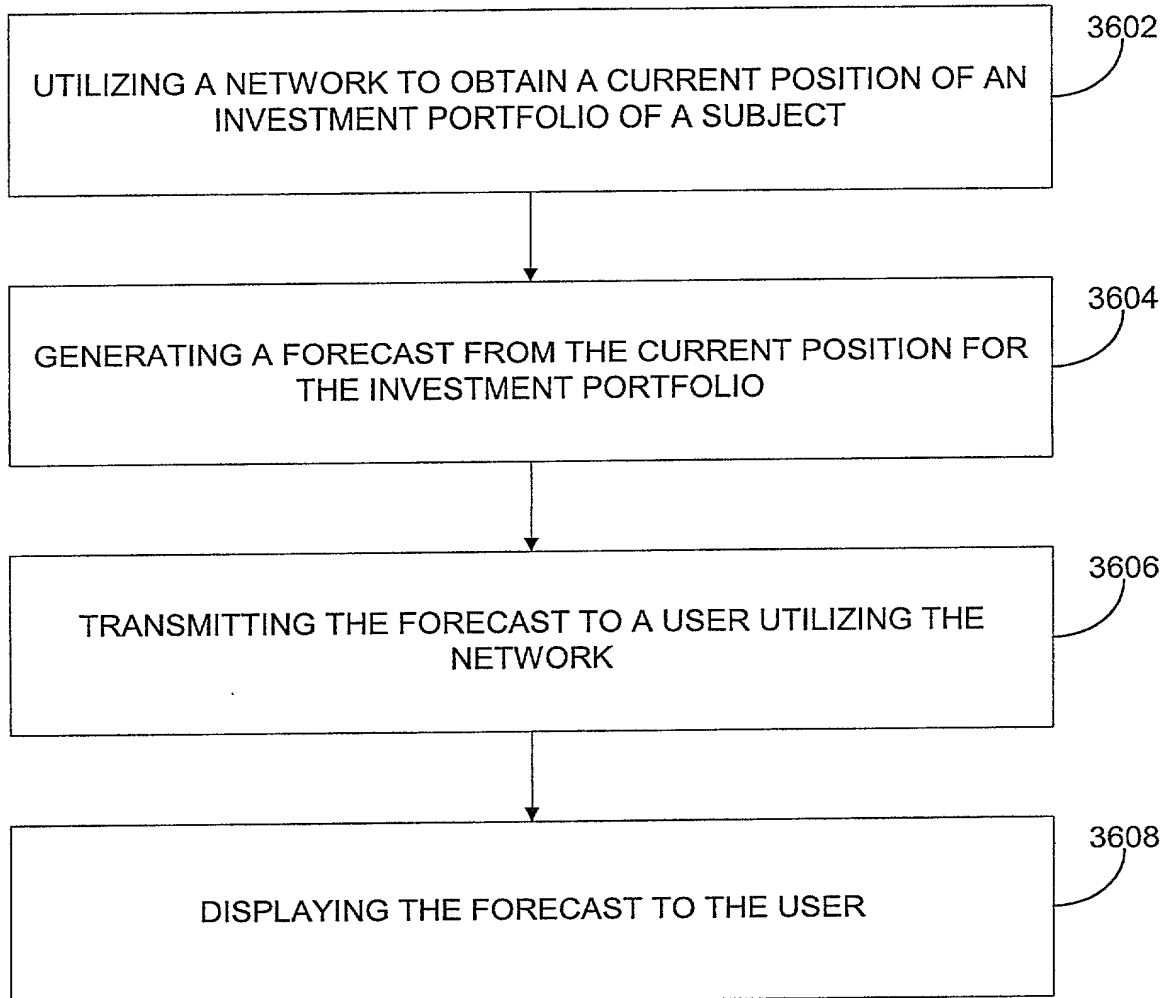 3602
UTILIZING A NETWORK TO OBTAIN A CURRENT POSITION OF AN
INVESTMENT PORTFOLIO OF A SUBJECT
3604
GENERATING A FORECAST FROM THE CURRENT POSITION FOR
THE INVESTMENT PORTFOLIO
3606
TRANSMITTING THE FORECAST TO A USER UTILIZING THE
NETWORK
3608
DISPLAYING THE FORECAST TO THE USER